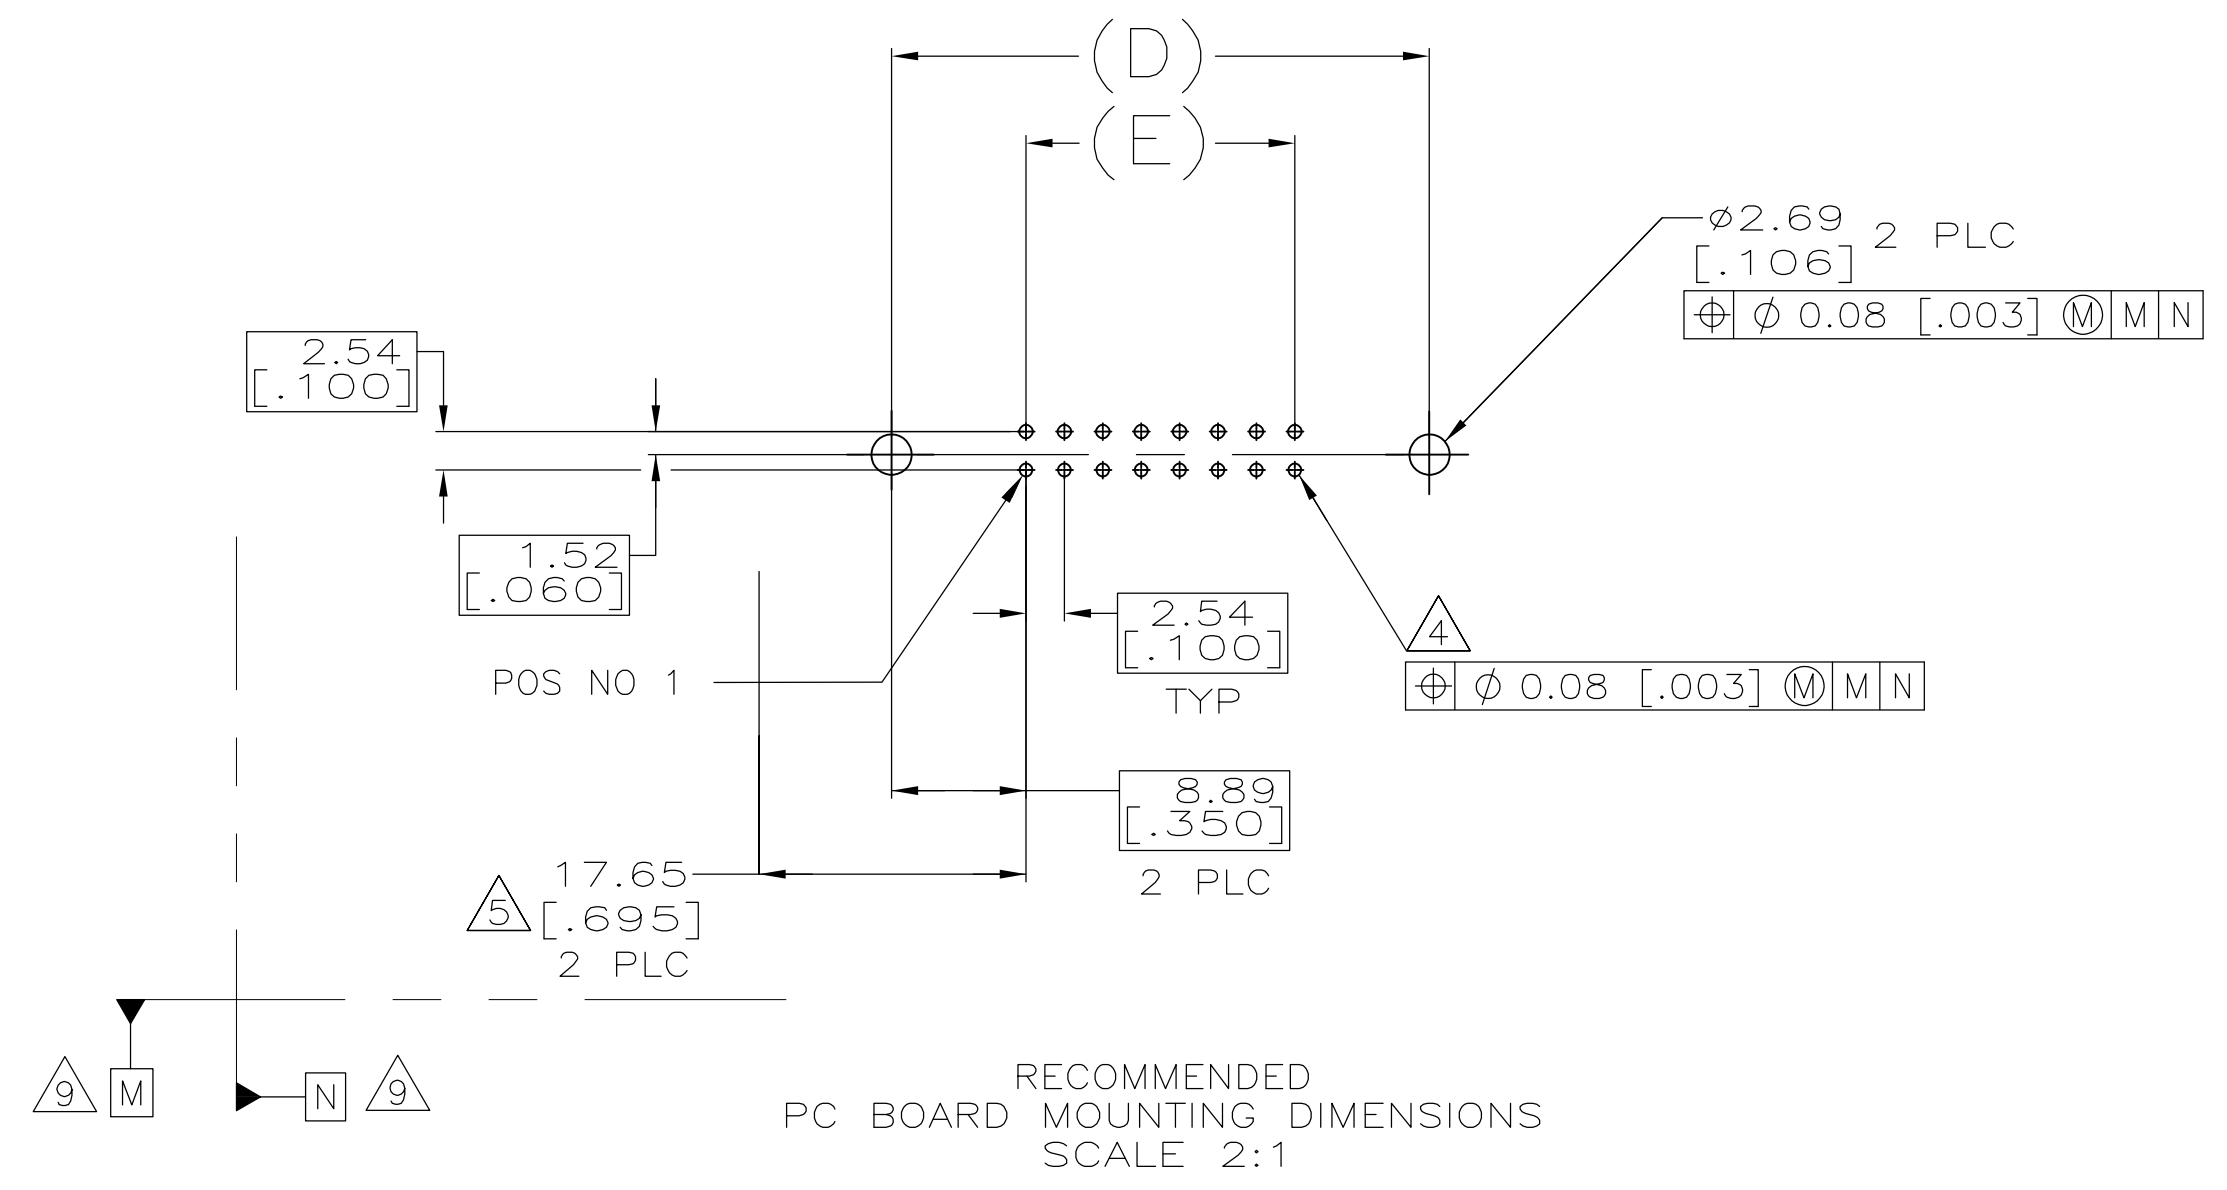 (D)
(E)
⌀2.69 2 PLC
[.106]
⌖ ⌀ 0.08 [.003] Ⓜ M N
2.54
[.100]
1.52
[.060]
2.54
[.100]
TYP
4
⌖ ⌀ 0.08 [.003] Ⓜ M N
POS NO 1
8.89
[.350]
2 PLC
17.65
5 [.695]
2 PLC
9 M
N 9
RECOMMENDED
PC BOARD MOUNTING DIMENSIONS
SCALE 2:1